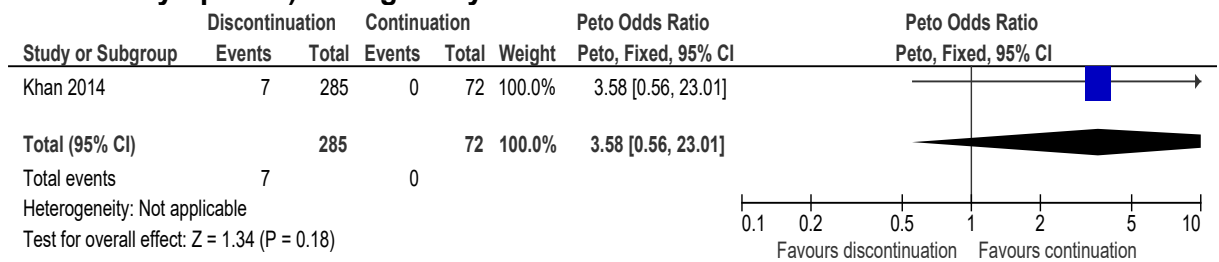 Discontinuation Continuation Peto Odds Ratio Peto Odds Ratio
Study or Subgroup Events Total Events Total Weight Peto, Fixed, 95% CI Peto, Fixed, 95% CI
Khan 2014 7 285 0 72 100.0% 3.58 [0.56, 23.01]
Total (95% CI) 285 72 100.0% 3.58 [0.56, 23.01]
Total events 7 0
Heterogeneity: Not applicable
Test for overall effect: Z = 1.34 (P = 0.18)
0.1 0.2 0.5 1 2 5 10
Favours discontinuation Favours continuation